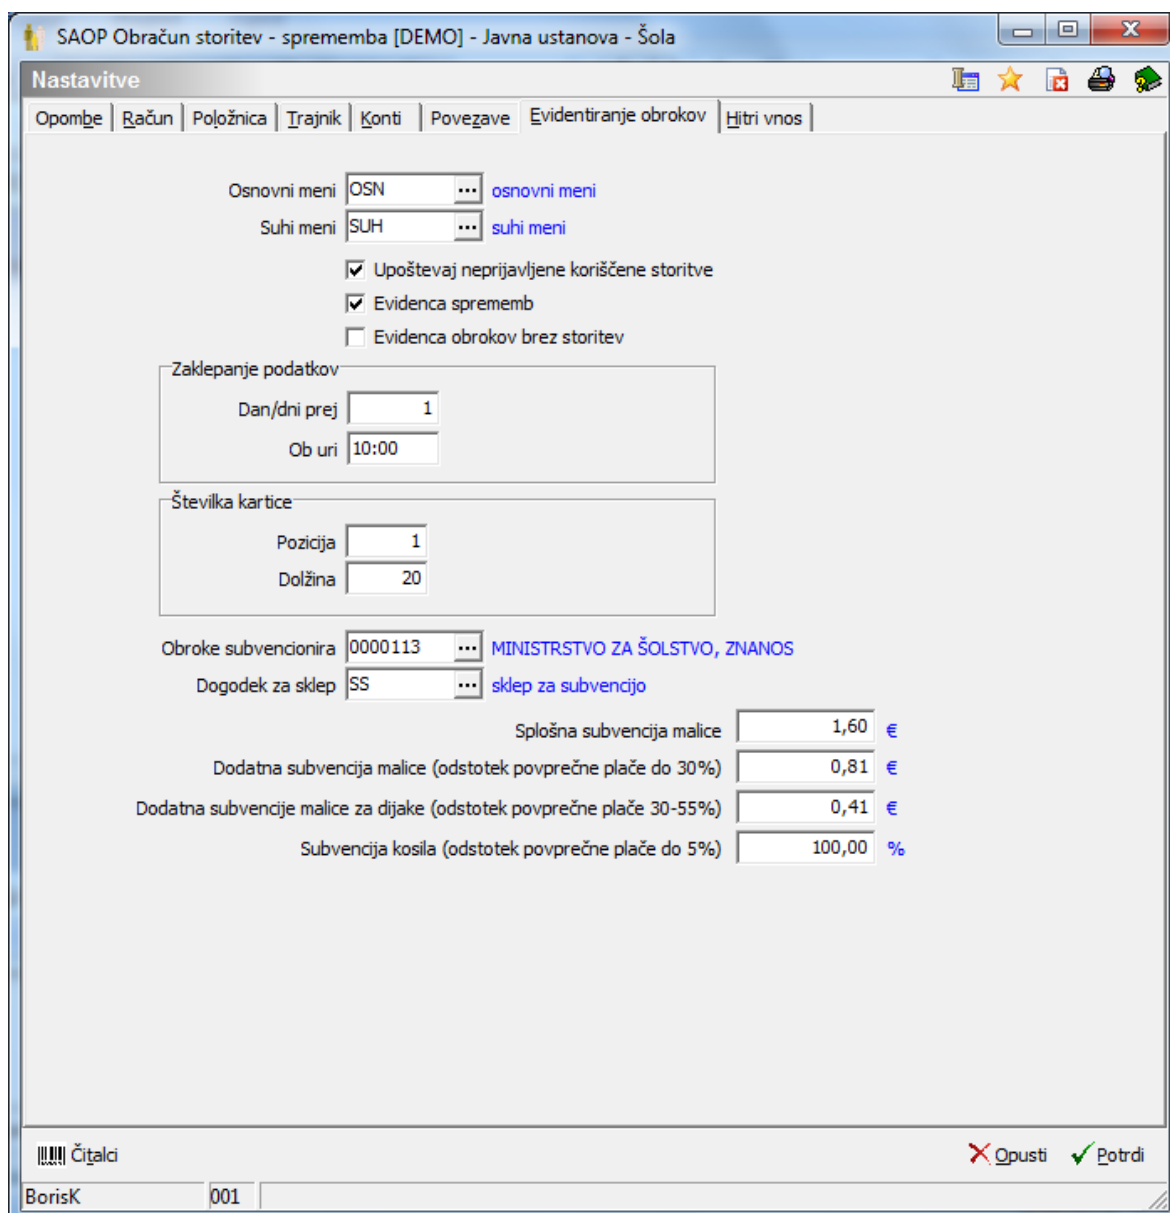 SAOP Obračun storitev - sprememba [DEMO] - Javna ustanova - Šola
Nastavitve
Opombe Račun Položnica Trajnik Konti Povezave Evidentiranje obrokov Hitri vnos
Osnovni meni OSN ... osnovni meni
Suhi meni SUH ... suhi meni
Upoštevaj neprijavljene koriščene storitve
Evidenca sprememb
Evidenca obrokov brez storitev
Zaklepanje podatkov
Dan/dni prej 1
Ob uri 10:00
Številka kartice
Pozicija 1
Dolžina 20
Obroke subvencionira 0000113 ... MINISTRSTVO ZA ŠOLSTVO, ZNANOS
Dogodek za sklep SS ... sklep za subvencijo
Splošna subvencija malice 1,60 €
Dodatna subvencija malice (odstotek povprečne plače do 30%) 0,81 €
Dodatna subvencije malice za dijake (odstotek povprečne plače 30-55%) 0,41 €
Subvencija kosila (odstotek povprečne plače do 5%) 100,00 %
Čitalci Opusti Potrdi
BorisK 001